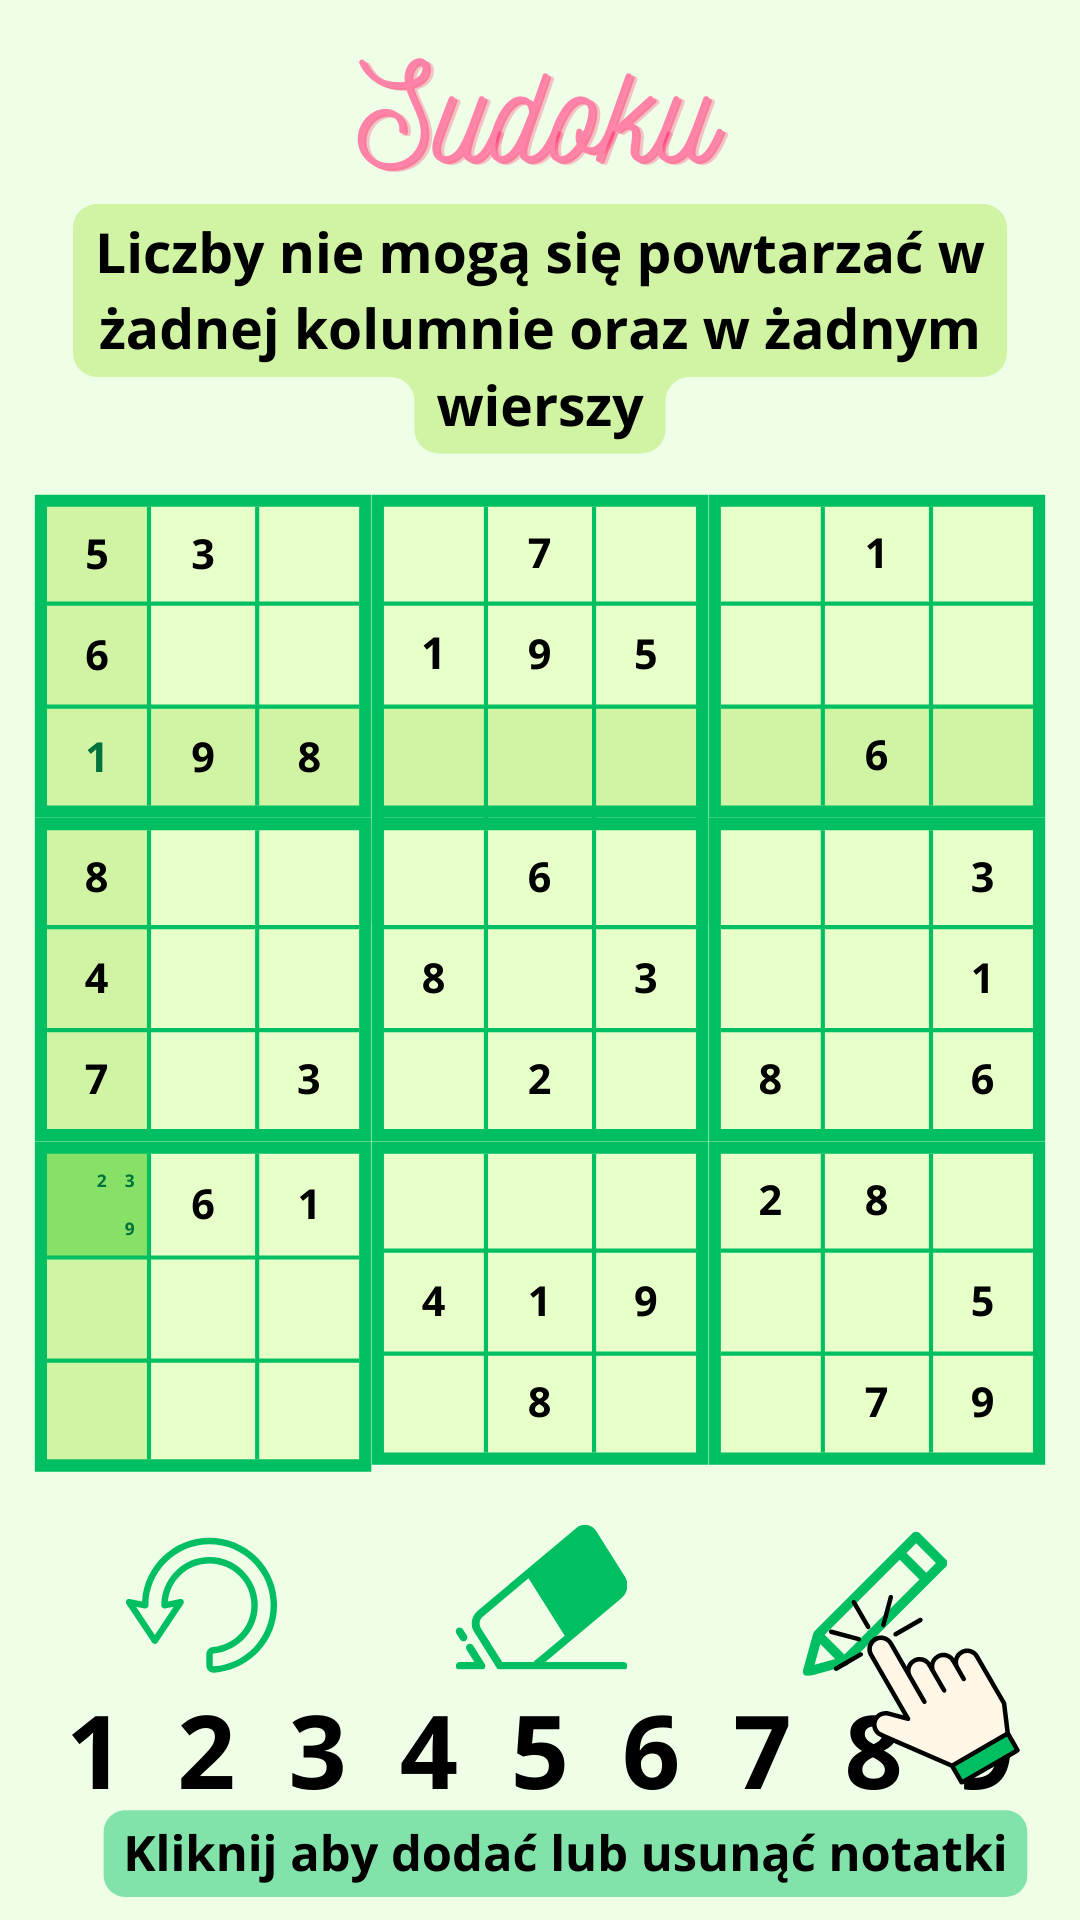 Sudoku
Liczby nie mogą się powtarzać w
żadnej kolumnie oraz w żadnym
wierszy
5 3 7 1
6 1 9 5
1 9 8 6
8 6 3
4 8 3 1
7 3 2 8 6
2 3
9
6 1 2 8
4 1 9 5
8 7 9
1 2 3 4 5 6 7 8 9
Kliknij aby dodać lub usunąć notatki